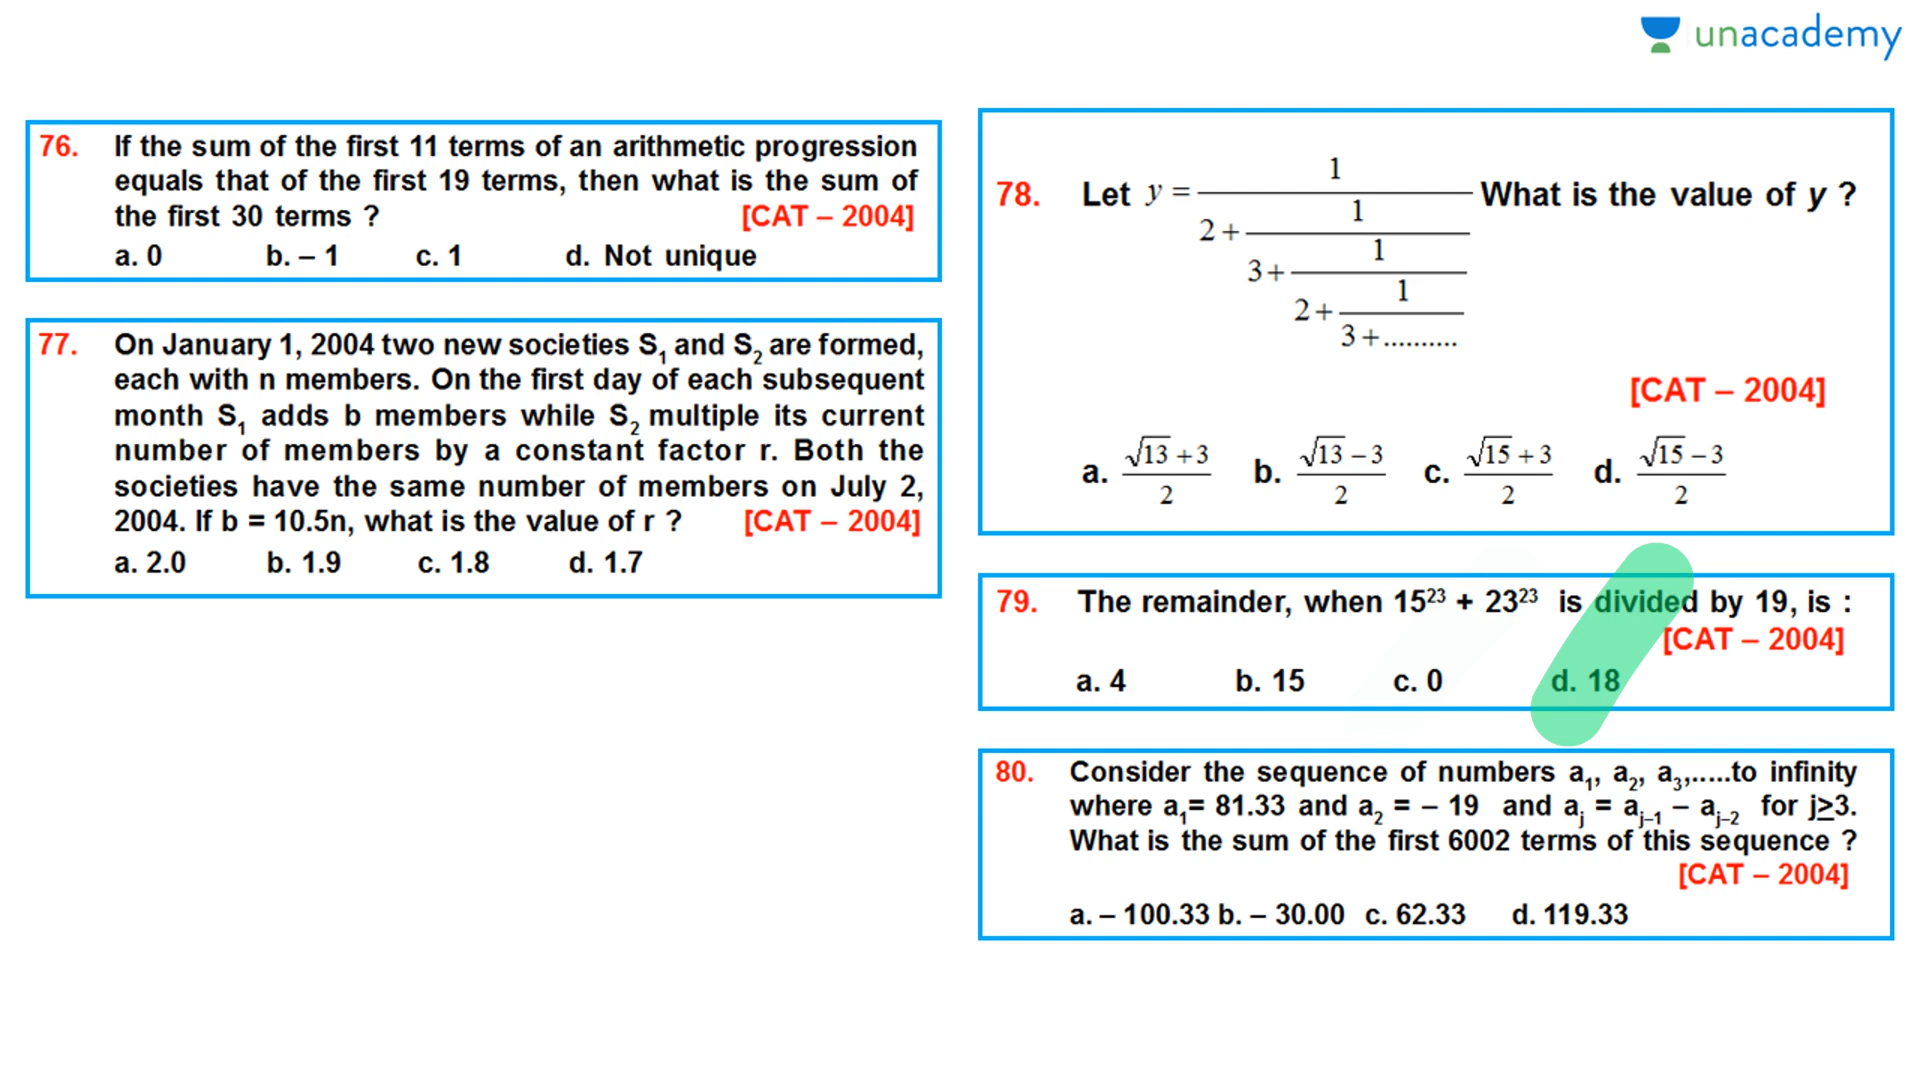 unacademy
76. If the sum of the first 11 terms of an arithmetic progression
equals that of the first 19 terms, then what is the sum of
the first 30 terms ? [CAT – 2004]
a. 0 b. – 1 c. 1 d. Not unique
77. On January 1, 2004 two new societies S₁ and S₂ are formed,
each with n members. On the first day of each subsequent
month S₁ adds b members while S₂ multiple its current
number of members by a constant factor r. Both the
societies have the same number of members on July 2,
2004. If b = 10.5n, what is the value of r ? [CAT – 2004]
a. 2.0 b. 1.9 c. 1.8 d. 1.7
78. Let y = 1/(2 + 1/(3 + 1/(2 + 1/(3 + ..........)))) What is the value of y ?
[CAT – 2004]
a. (√13 + 3)/2 b. (√13 – 3)/2 c. (√15 + 3)/2 d. (√15 – 3)/2
79. The remainder, when 15²³ + 23²³ is divided by 19, is :
[CAT – 2004]
a. 4 b. 15 c. 0 d. 18
80. Consider the sequence of numbers a₁, a₂, a₃,.....to infinity
where a₁= 81.33 and a₂ = – 19 and aⱼ = aⱼ₋₁ – aⱼ₋₂ for j≥3.
What is the sum of the first 6002 terms of this sequence ?
[CAT – 2004]
a. – 100.33 b. – 30.00 c. 62.33 d. 119.33